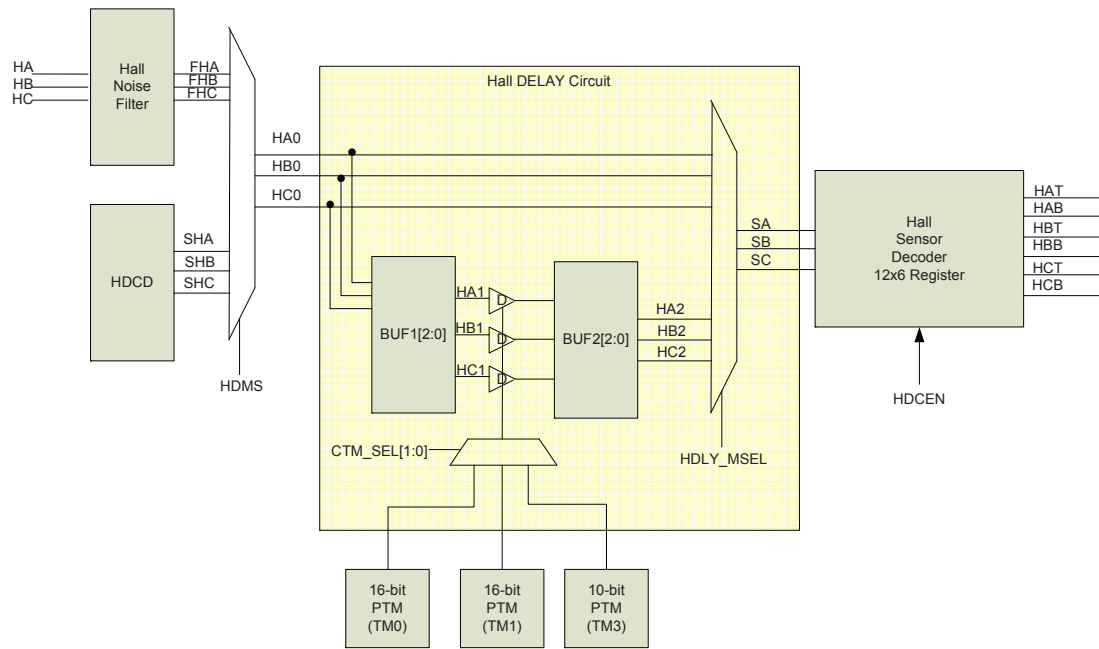 HA
HB
HC
Hall
Noise
Filter
FHA
FHB
FHC
HDCD
SHA
SHB
SHC
HDMS
HA0
HB0
HC0
Hall DELAY Circuit
BUF1[2:0]
HA1
HB1
HC1
D
D
D
BUF2[2:0]
HA2
HB2
HC2
CTM_SEL[1:0]
HDLY_MSEL
SA
SB
SC
Hall
Sensor
Decoder
12x6 Register
HAT
HAB
HBT
HBB
HCT
HCB
HDCEN
16-bit
PTM
(TM0)
16-bit
PTM
(TM1)
10-bit
PTM
(TM3)